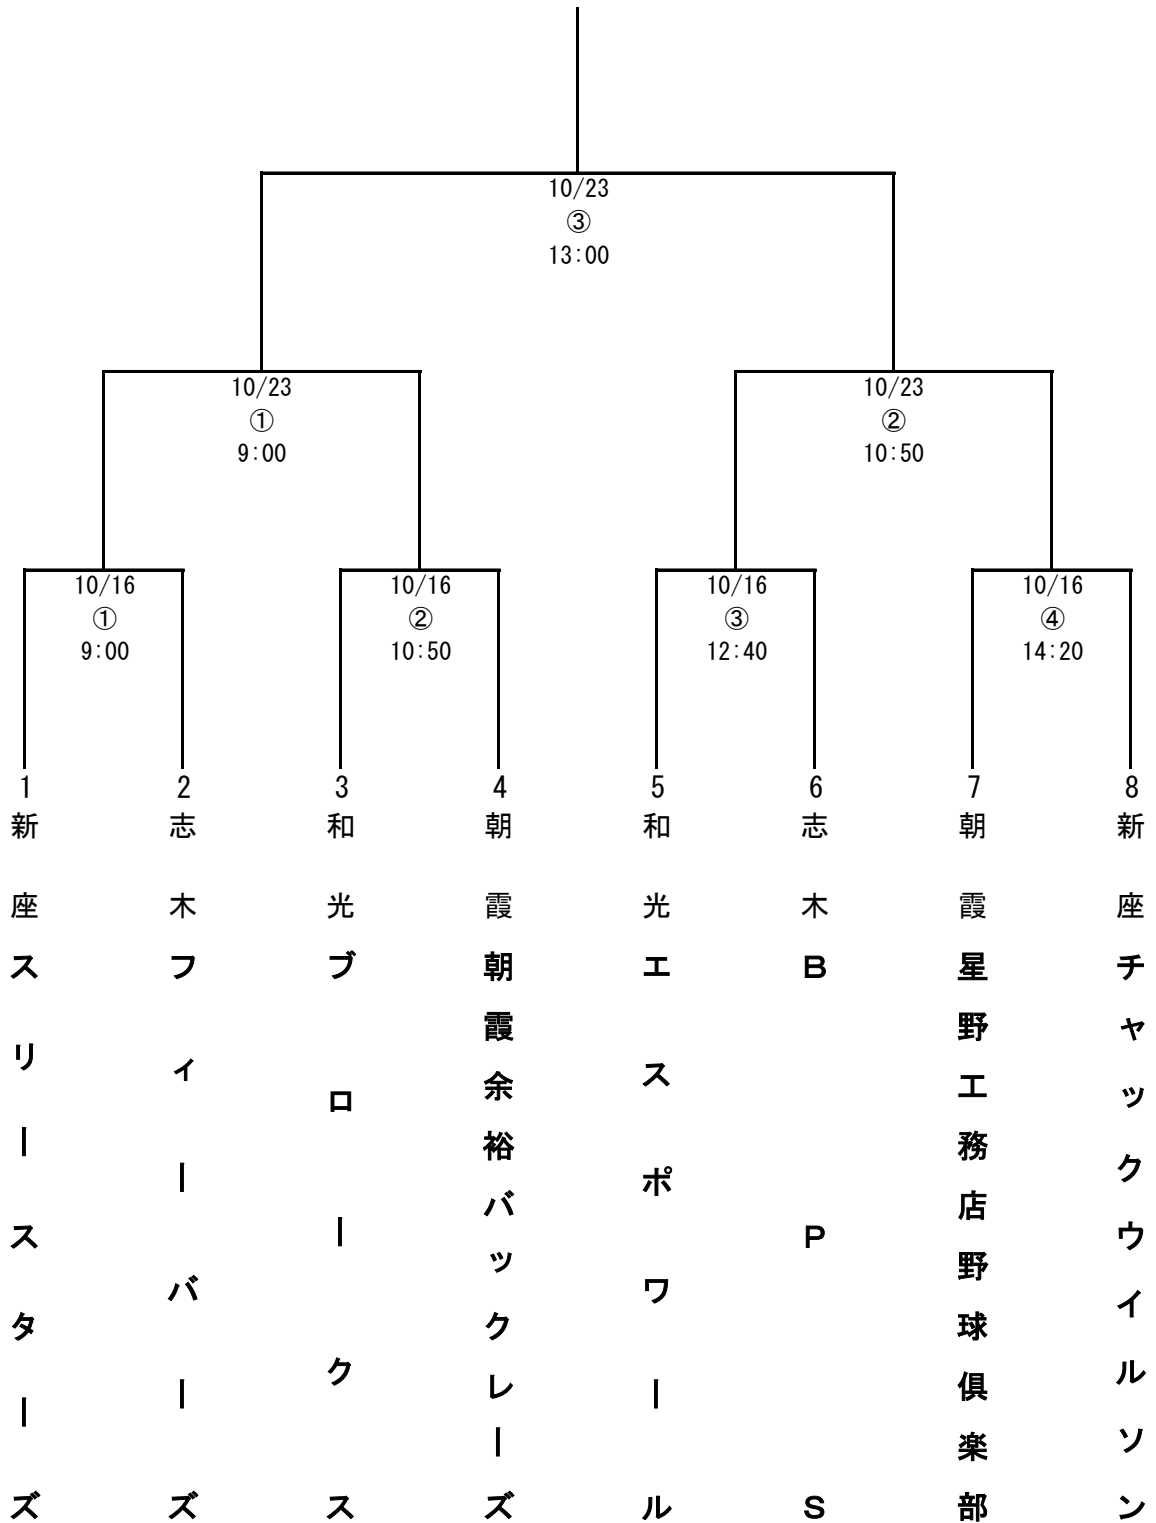 10/23
③
13:00
10/23
①
9:00
10/23
②
10:50
10/16
①
9:00
10/16
②
10:50
10/16
③
12:40
10/16
④
14:20
1
新座
スリースターズ
2
志木
フィーバーズ
3
和光
ブロークス
4
朝霞
朝霞余裕バックレーズ
5
和光
エスポワール
6
志木
BPS
7
朝霞
星野工務店野球倶楽部
8
新座
チャックウイルソン